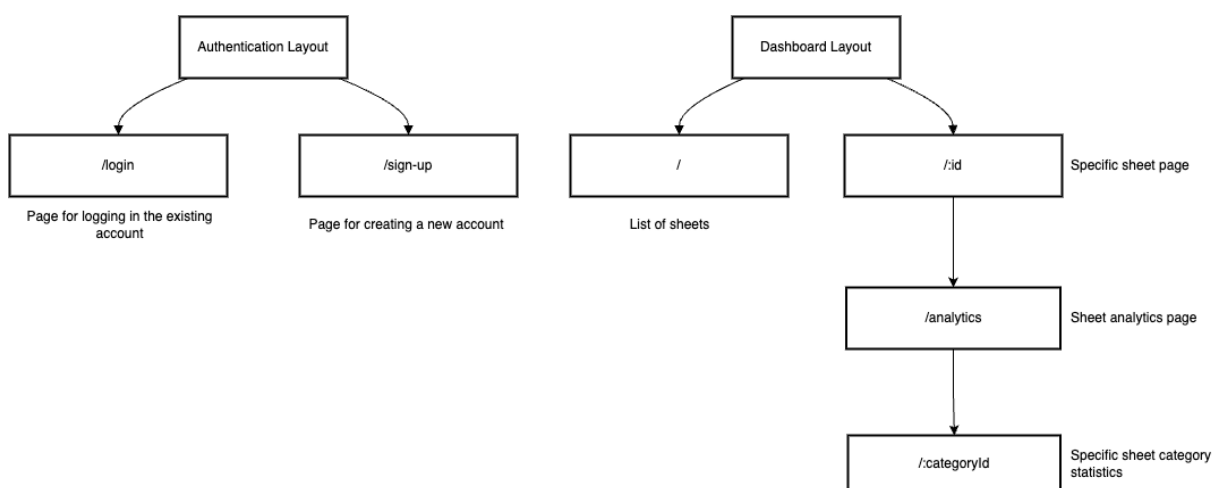 Authentication Layout
Dashboard Layout
/login
/sign-up
/
/:id
Specific sheet page
Page for logging in the existing
account
Page for creating a new account
List of sheets
/analytics
Sheet analytics page
/:categoryId
Specific sheet category
statistics